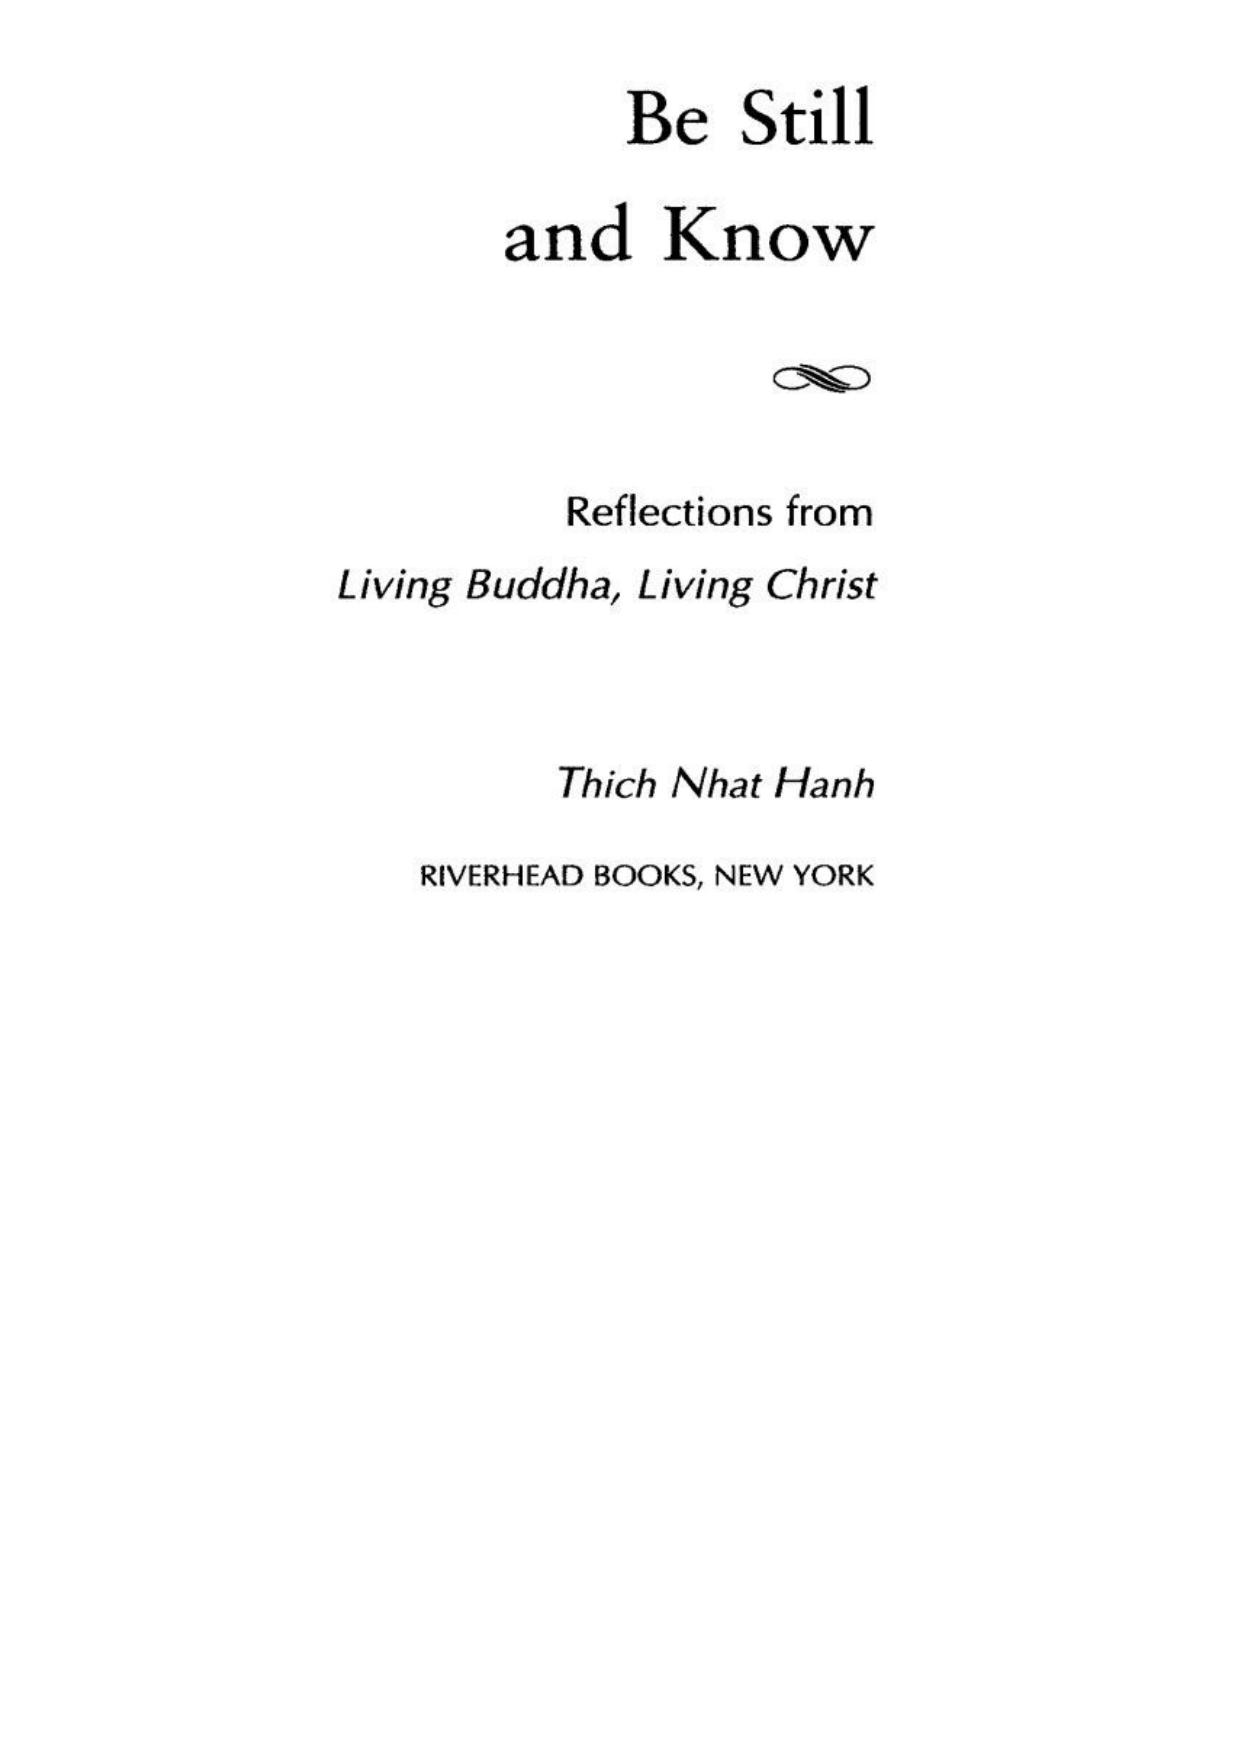 Be Still
and Know
Reflections from
Living Buddha, Living Christ
Thich Nhat Hanh
RIVERHEAD BOOKS, NEW YORK